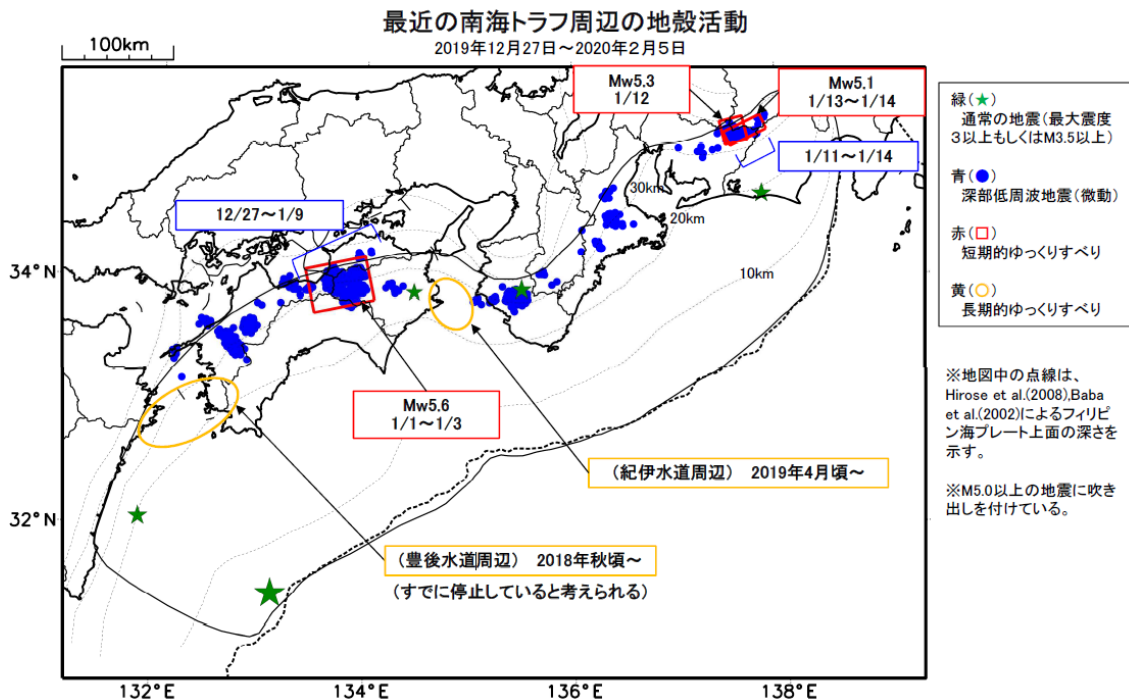 最近の南海トラフ周辺の地殻活動
2019年12月27日～2020年2月5日
100km
Mw5.3
1/12
Mw5.1
1/13～1/14
1/11～1/14
12/27～1/9
30km
20km
10km
34°N
32°N
Mw5.6
1/1～1/3
（紀伊水道周辺） 2019年4月頃～
（豊後水道周辺） 2018年秋頃～
（すでに停止していると考えられる）
132°E
134°E
136°E
138°E
緑（★）
通常の地震（最大震度
３以上もしくはM3.5以上）
青（●）
深部低周波地震（微動）
赤（□）
短期的ゆっくりすべり
黄（○）
長期的ゆっくりすべり
※地図中の点線は、
Hirose et al.(2008),Baba
et al.(2002)によるフィリピ
ン海プレート上面の深さを
示す。
※M5.0以上の地震に吹き
出しを付けている。